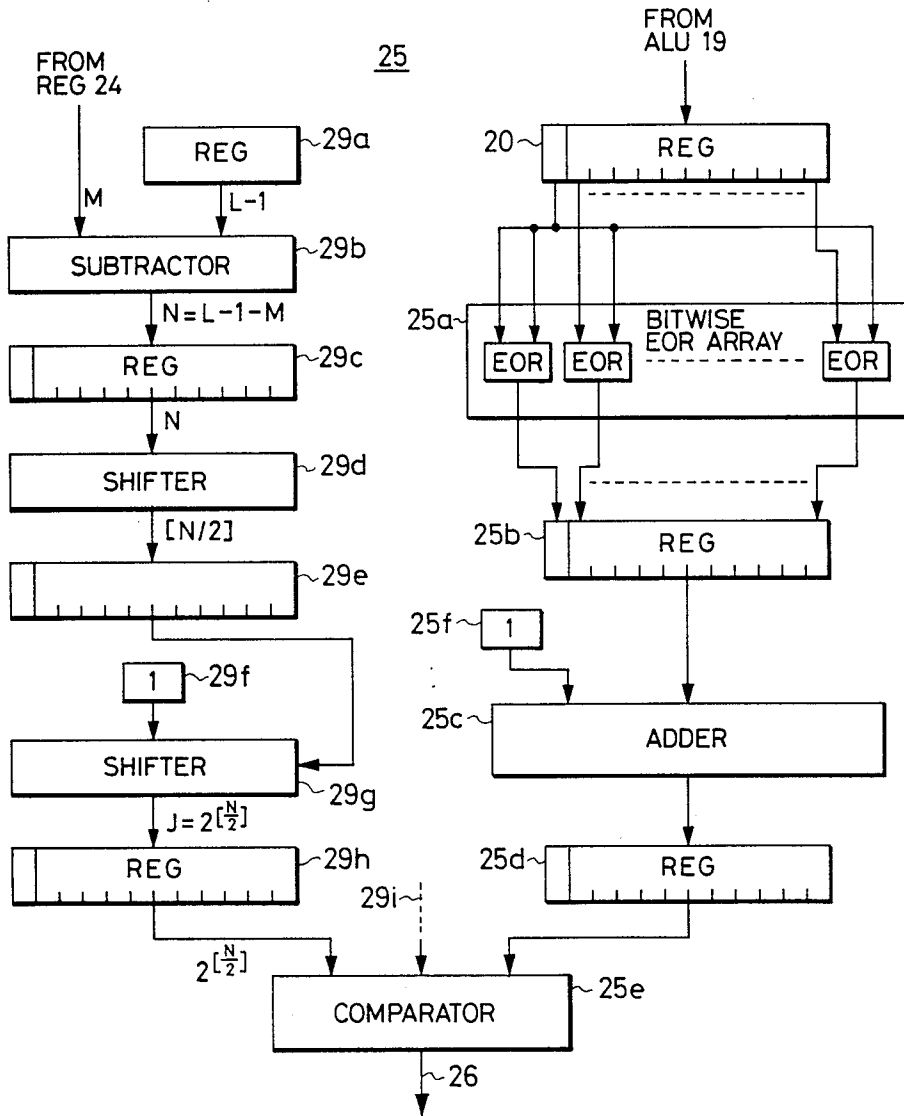 25
FROM
REG 24
M
REG
29a
L-1
SUBTRACTOR
29b
N=L-1-M
REG
29c
N
SHIFTER
29d
[N/2]
29e
1
29f
SHIFTER
29g
J=2^[N/2]
REG
29h
2^[N/2]
29i
FROM
ALU 19
20
REG
25a
BITWISE
EOR ARRAY
EOR
EOR
EOR
25b
REG
25f
1
25c
ADDER
25d
REG
COMPARATOR
25e
26